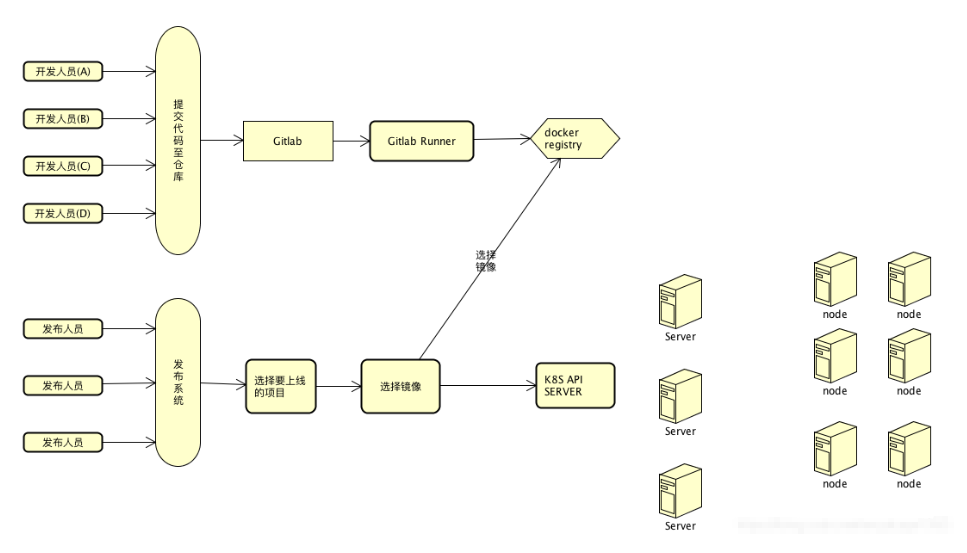 开发人员(A)
开发人员(B)
开发人员(C)
开发人员(D)
提
交
代
码
至
仓
库
Gitlab
Gitlab Runner
docker
registry
选择
镜像
发布人员
发布人员
发布人员
发
布
系
统
选择要上线
的项目
选择镜像
K8S API
SERVER
Server
Server
Server
node
node
node
node
node
node